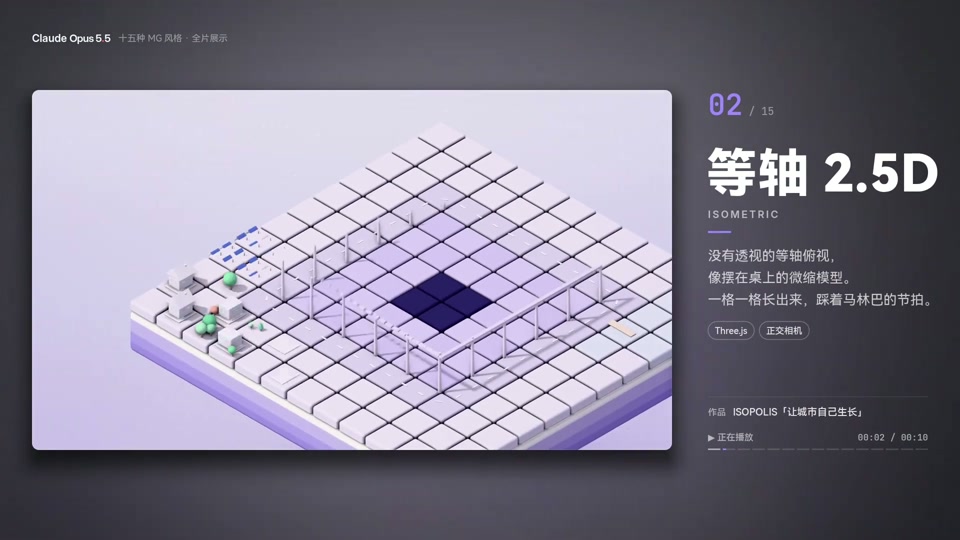 Claude Opus 5.5 十五种 MG 风格 · 全片展示
02 / 15
等轴 2.5D
ISOMETRIC
没有透视的等轴俯视，
像摆在桌上的微缩模型。
一格一格长出来，踩着马林巴的节拍。
Three.js 正交相机
作品 ISOPOLIS「让城市自己生长」
▶ 正在播放 00:02 / 00:10